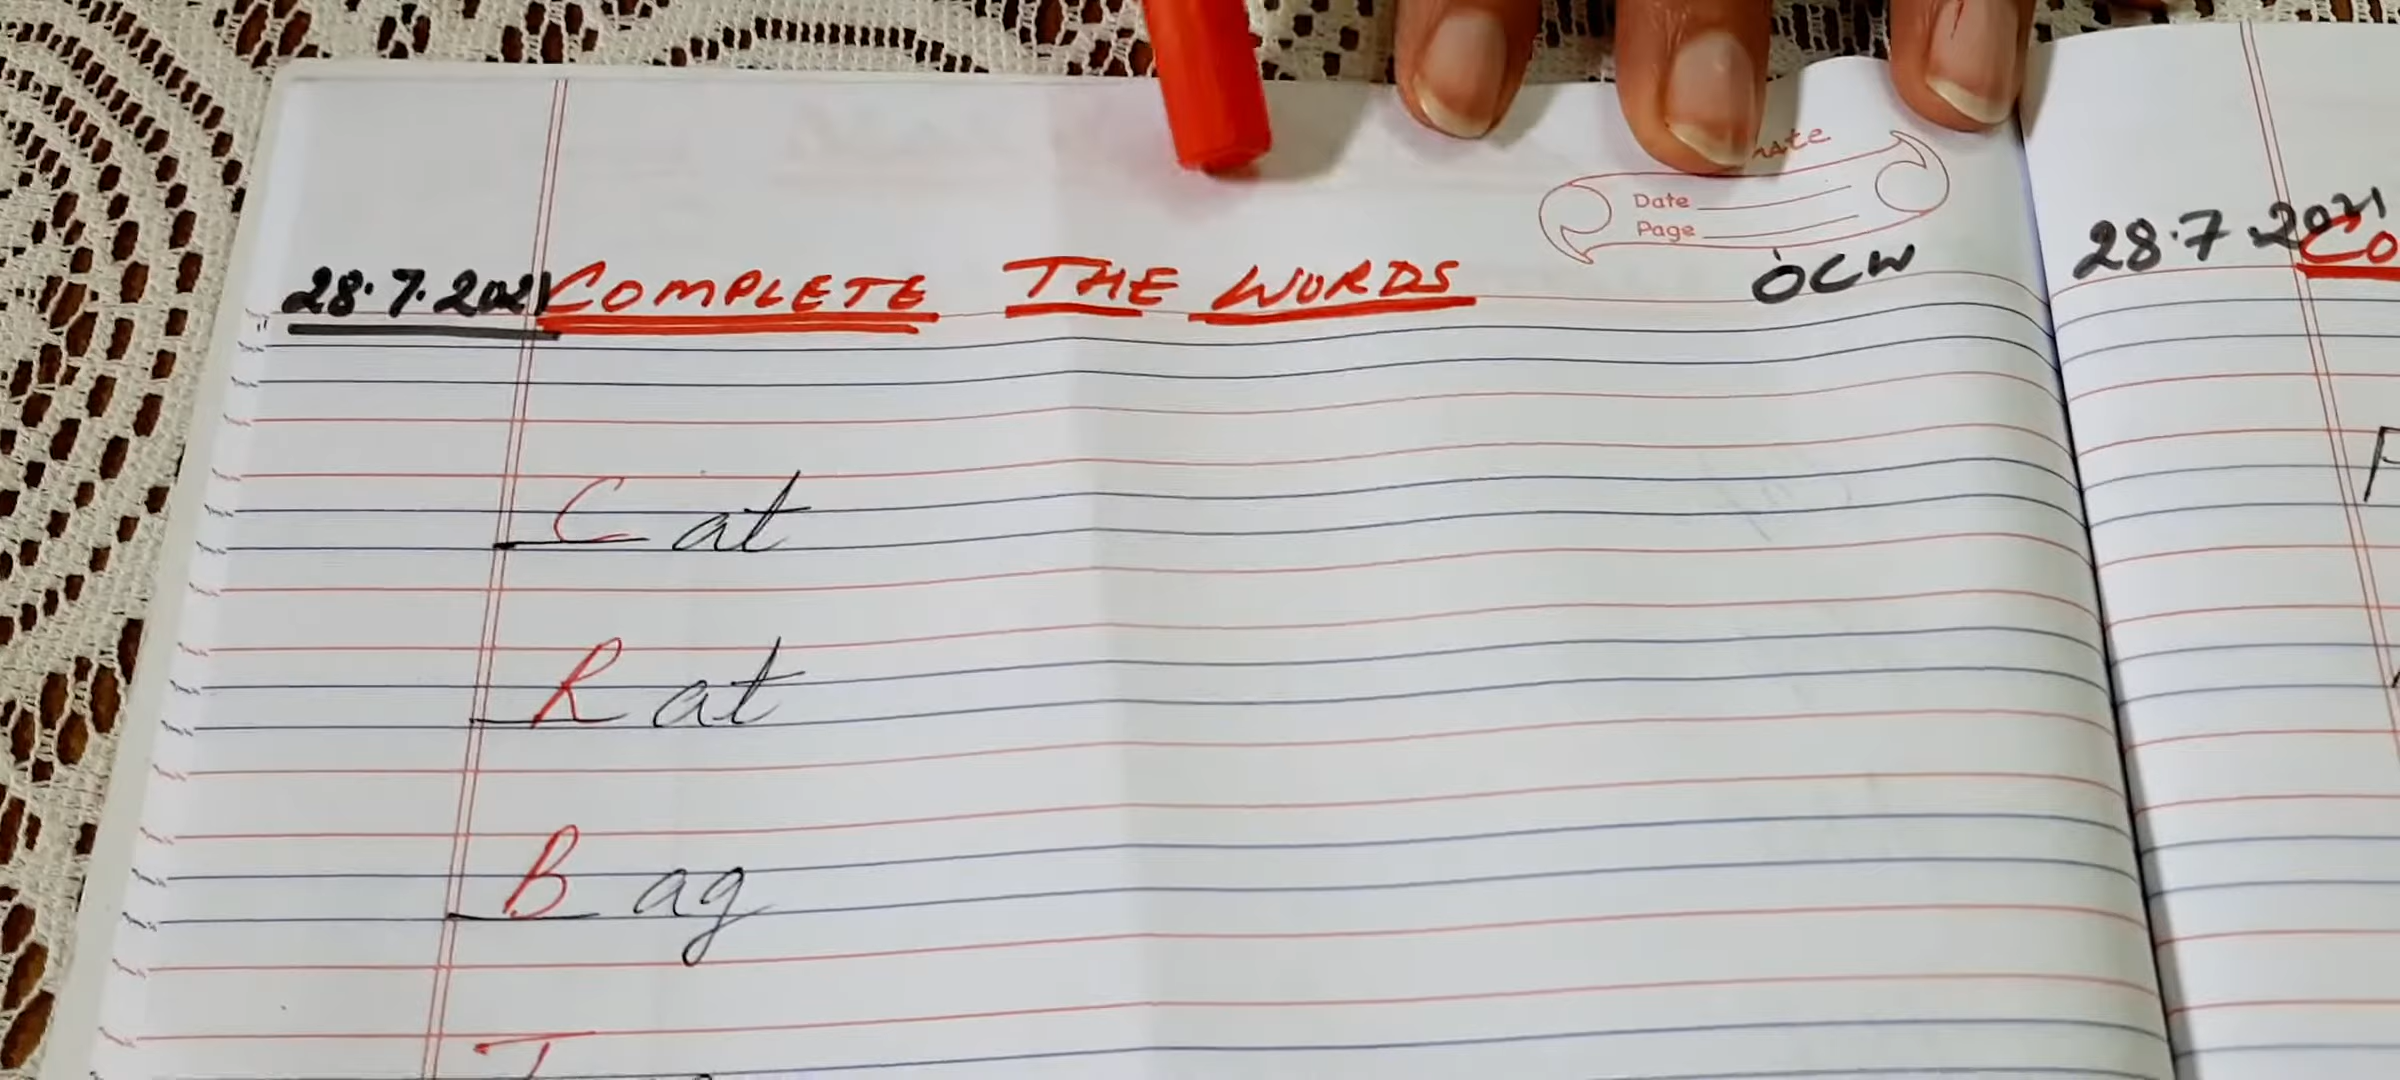 Date
Page
OCW
28.7.2021 COMPLETE THE WORDS
Cat
Rat
Bag
28.7.2021